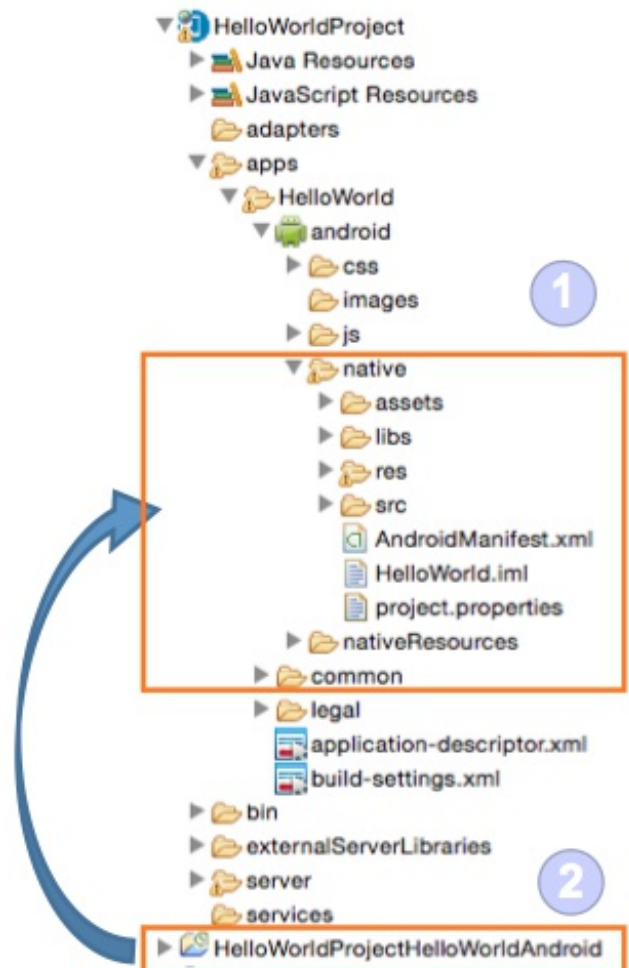 HelloWorldProject
Java Resources
JavaScript Resources
adapters
apps
HelloWorld
android
css
images
1
js
native
assets
libs
res
src
AndroidManifest.xml
HelloWorld.iml
project.properties
nativeResources
common
legal
application-descriptor.xml
build-settings.xml
bin
externalServerLibraries
server
2
services
HelloWorldProjectHelloWorldAndroid